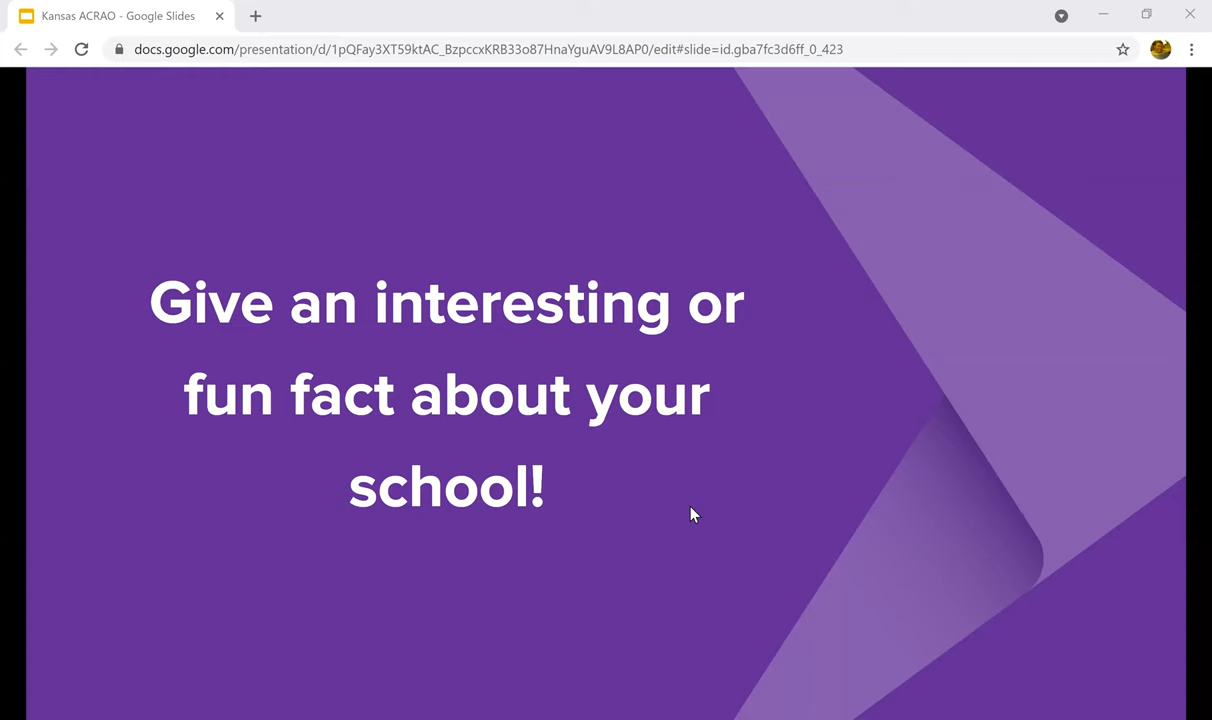 Kansas ACRAO - Google Slides
docs.google.com/presentation/d/1pQFay3XT59ktAC_BzpccxKRB33o87HnaYguAV9L8AP0/edit#slide=id.gba7fc3d6ff_0_423
Give an interesting or
fun fact about your
school!